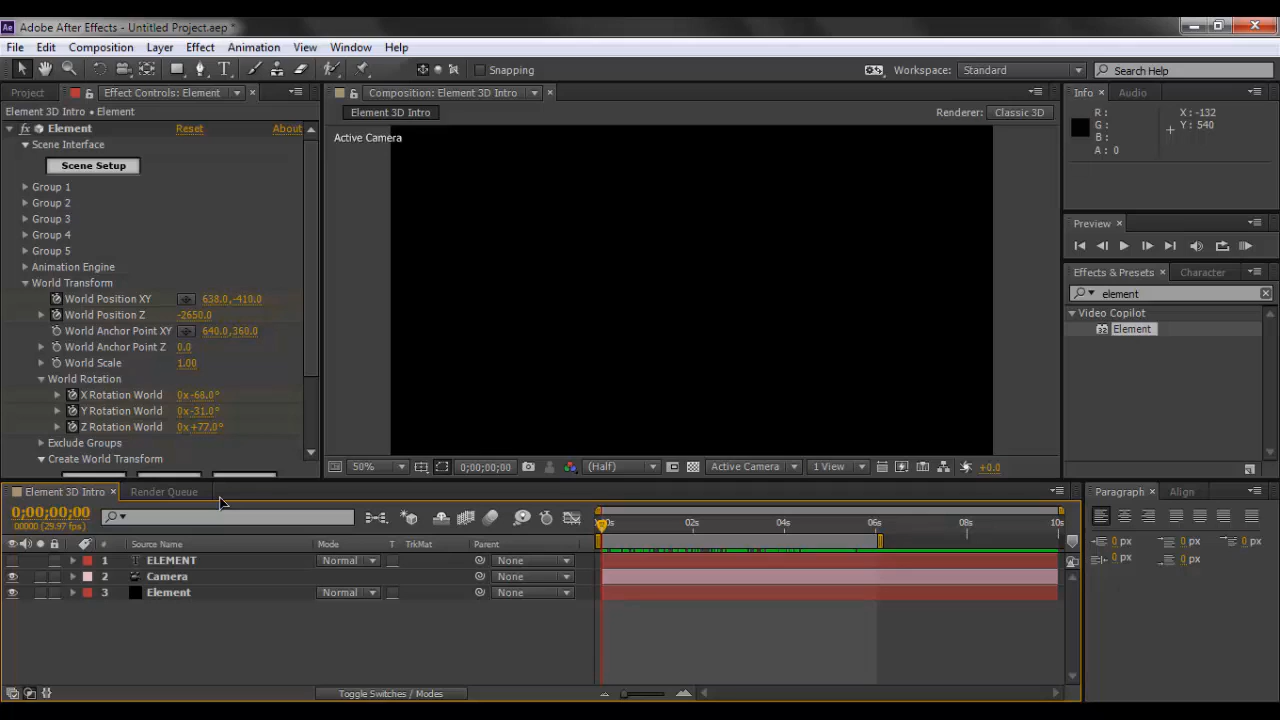 Ae Adobe After Effects - Untitled Project.aep *
File Edit Composition Layer Effect Animation View Window Help
Snapping Workspace: Standard Search Help
Project Effect Controls: Element
Element 3D Intro • Element
fx Element Reset About
Scene Interface
Scene Setup
Group 1
Group 2
Group 3
Group 4
Group 5
Animation Engine
World Transform
World Position XY 638.0,-410.0
World Position Z -2650.0
World Anchor Point XY 640.0,360.0
World Anchor Point Z 0.0
World Scale 1.00
World Rotation
X Rotation World 0x-68.0°
Y Rotation World 0x-31.0°
Z Rotation World 0x+77.0°
Exclude Groups
Create World Transform
Composition: Element 3D Intro
Element 3D Intro Renderer: Classic 3D
Active Camera
50% 0;00;00;00 (Half) Active Camera 1 View +0.0
Info Audio
R: X: -132
G: Y: 540
B:
A: 0
Preview
Effects & Presets Character
element
Video Copilot
32 Element
Element 3D Intro Render Queue
0;00;00;00
00000 (29.97 fps)
00s 02s 04s 06s 08s 10s
# Source Name Mode T TrkMat Parent
1 T ELEMENT Normal None
2 Camera None
3 Element Normal None
Toggle Switches / Modes
Paragraph Align
0 px 0 px 0 px
0 px 0 px